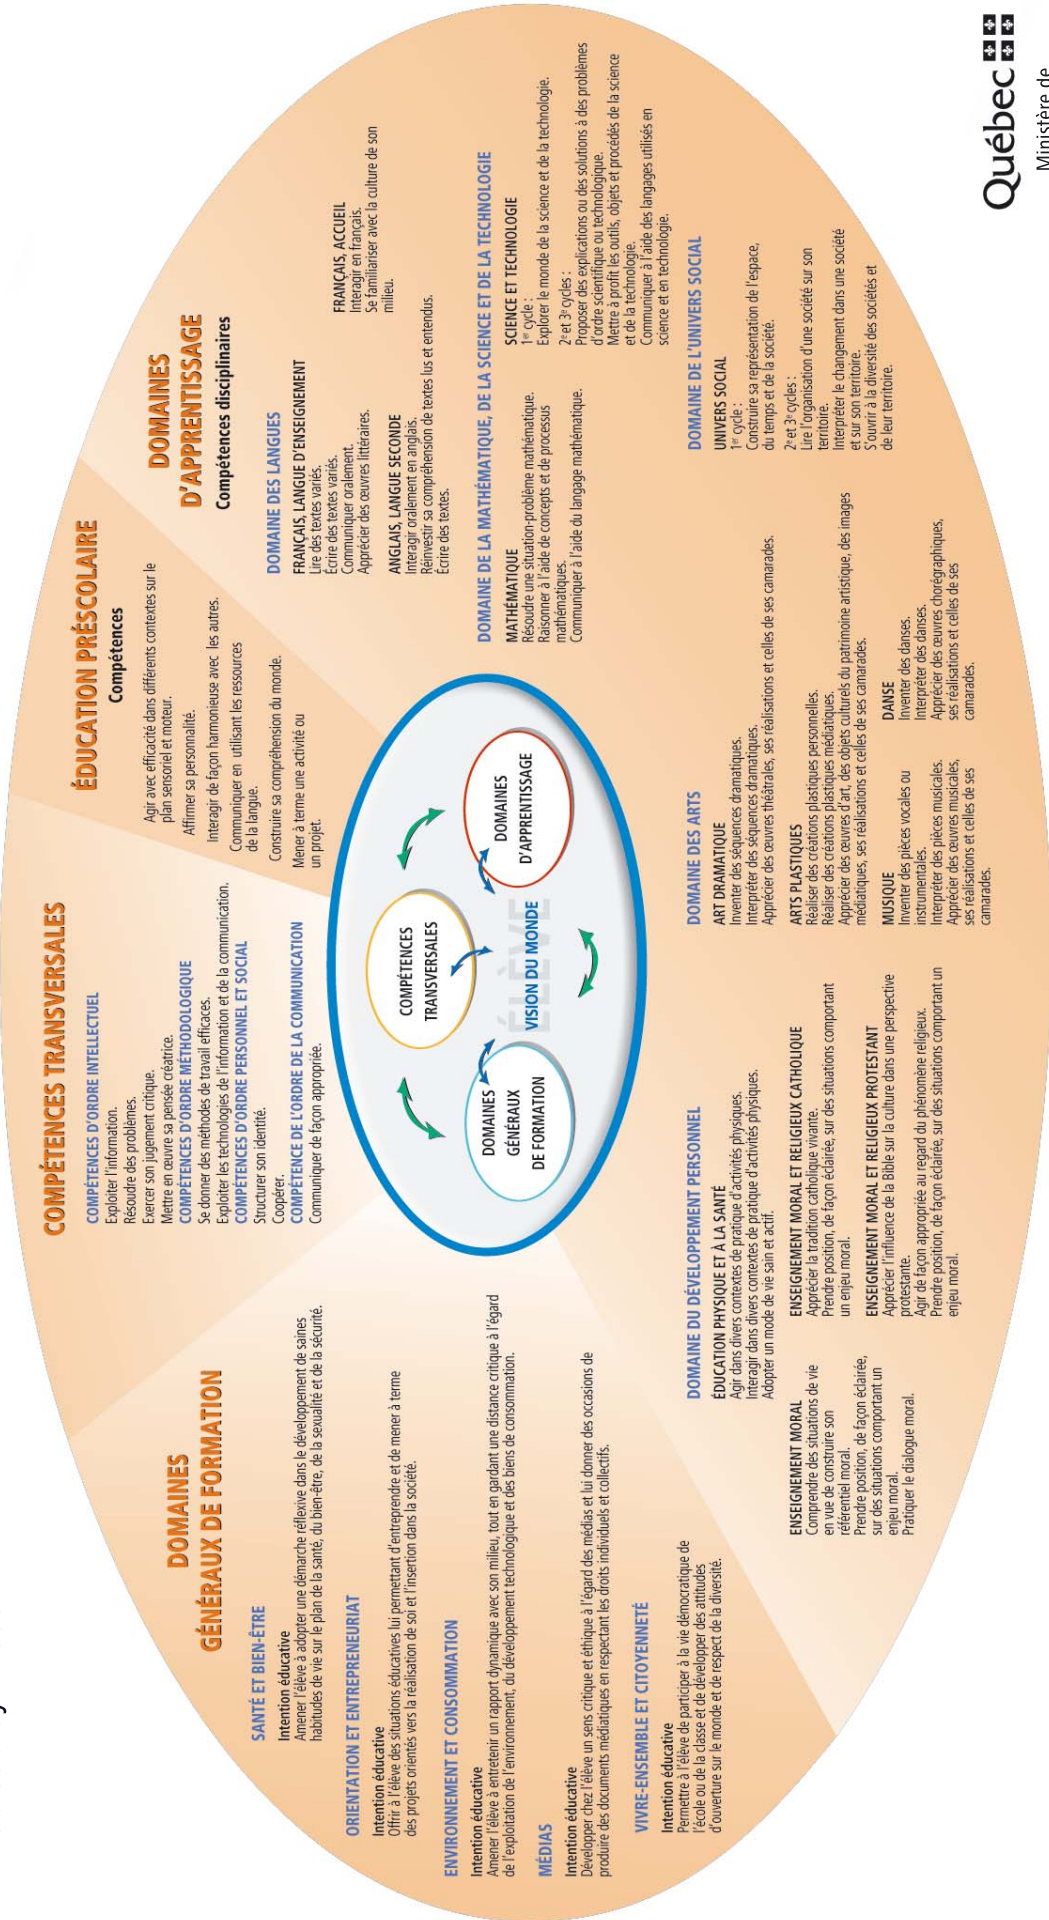 COMPÉTENCES TRANSVERSALES
COMPÉTENCES D'ORDRE INTELLECTUEL
Exploiter l'information.
Résoudre des problèmes.
Exercer son jugement critique.
Mettre en œuvre sa pensée créatrice.
COMPÉTENCES D'ORDRE MÉTHODOLOGIQUE
Se donner des méthodes de travail efficaces.
Exploiter les technologies de l'information et de la communication.
COMPÉTENCES D'ORDRE PERSONNEL ET SOCIAL
Structurer son identité.
Coopérer.
COMPÉTENCE DE L'ORDRE DE LA COMMUNICATION
Communiquer de façon appropriée.
ÉDUCATION PRÉSCOLAIRE
Compétences
Agir avec efficacité dans différents contextes sur le
plan sensoriel et moteur.
Affirmer sa personnalité.
Interagir de façon harmonieuse avec les autres.
Communiquer en utilisant les ressources
de la langue.
Construire sa compréhension du monde.
Mener à terme une activité ou
un projet.
DOMAINES
D'APPRENTISSAGE
Compétences disciplinaires
DOMAINE DES LANGUES
FRANÇAIS, LANGUE D'ENSEIGNEMENT
Lire des textes variés.
Écrire des textes variés.
Communiquer oralement.
Apprécier des œuvres littéraires.
ANGLAIS, LANGUE SECONDE
Interagir oralement en anglais.
Réinvestir sa compréhension de textes lus et entendus.
Écrire des textes.
FRANÇAIS, ACCUEIL
Interagir en français.
Se familiariser avec la culture de son
milieu.
DOMAINE DE LA MATHÉMATIQUE, DE LA SCIENCE ET DE LA TECHNOLOGIE
MATHÉMATIQUE
Résoudre une situation-problème mathématique.
Raisonner à l'aide de concepts et de processus
mathématiques.
Communiquer à l'aide du langage mathématique.
SCIENCE ET TECHNOLOGIE
1er cycle :
Explorer le monde de la science et de la technologie.
2e et 3e cycles :
Proposer des explications ou des solutions à des problèmes
d'ordre scientifique ou technologique.
Mettre à profit les outils, objets et procédés de la science
et de la technologie.
Communiquer à l'aide des langages utilisés en
science et en technologie.
DOMAINE DE L'UNIVERS SOCIAL
UNIVERS SOCIAL
1er cycle :
Construire sa représentation de l'espace,
du temps et de la société.
2e et 3e cycles :
Lire l'organisation d'une société sur son
territoire.
Interpréter le changement dans une société
et sur son territoire.
S'ouvrir à la diversité des sociétés et
de leur territoire.
DOMAINES
GÉNÉRAUX DE FORMATION
SANTÉ ET BIEN-ÊTRE
Intention éducative
Amener l'élève à adopter une démarche réflexive dans le développement de saines
habitudes de vie sur le plan de la santé, du bien-être, de la sexualité et de la sécurité.
ORIENTATION ET ENTREPRENEURIAT
Intention éducative
Offrir à l'élève des situations éducatives lui permettant d'entreprendre et de mener à terme
des projets orientés vers la réalisation de soi et l'insertion dans la société.
ENVIRONNEMENT ET CONSOMMATION
Intention éducative
Amener l'élève à entretenir un rapport dynamique avec son milieu, tout en gardant une distance critique à l'égard
de l'exploitation de l'environnement, du développement technologique et des biens de consommation.
MÉDIAS
Intention éducative
Développer chez l'élève un sens critique et éthique à l'égard des médias et lui donner des occasions de
produire des documents médiatiques en respectant les droits individuels et collectifs.
VIVRE-ENSEMBLE ET CITOYENNETÉ
Intention éducative
Permettre à l'élève de participer à la vie démocratique de
l'école ou de la classe et de développer des attitudes
d'ouverture sur le monde et de respect de la diversité.
COMPÉTENCES
TRANSVERSALES
DOMAINES
GÉNÉRAUX
DE FORMATION
DOMAINES
D'APPRENTISSAGE
ÉLÈVE
VISION DU MONDE
DOMAINE DU DÉVELOPPEMENT PERSONNEL
ÉDUCATION PHYSIQUE ET À LA SANTÉ
Agir dans divers contextes de pratique d'activités physiques.
Interagir dans divers contextes de pratique d'activités physiques.
Adopter un mode de vie sain et actif.
ENSEIGNEMENT MORAL
Comprendre des situations de vie
en vue de construire son
référentiel moral.
Prendre position, de façon éclairée,
sur des situations comportant un
enjeu moral.
Pratiquer le dialogue moral.
ENSEIGNEMENT MORAL ET RELIGIEUX CATHOLIQUE
Apprécier la tradition catholique vivante.
Prendre position, de façon éclairée, sur des situations comportant
un enjeu moral.
ENSEIGNEMENT MORAL ET RELIGIEUX PROTESTANT
Apprécier l'influence de la Bible sur la culture dans une perspective
protestante.
Agir de façon appropriée au regard du phénomène religieux.
Prendre position, de façon éclairée, sur des situations comportant un
enjeu moral.
DOMAINE DES ARTS
ART DRAMATIQUE
Inventer des séquences dramatiques.
Interpréter des séquences dramatiques.
Apprécier des œuvres théâtrales, ses réalisations et celles de ses camarades.
ARTS PLASTIQUES
Réaliser des créations plastiques personnelles.
Réaliser des créations plastiques médiatiques.
Apprécier des œuvres d'art, des objets culturels du patrimoine artistique, des images
médiatiques, ses réalisations et celles de ses camarades.
MUSIQUE
Inventer des pièces vocales ou
instrumentales.
Interpréter des pièces musicales.
Apprécier des œuvres musicales,
ses réalisations et celles de ses
camarades.
DANSE
Inventer des danses.
Interpréter des danses.
Apprécier des œuvres chorégraphiques,
ses réalisations et celles de ses
camarades.
Québec
Ministère de